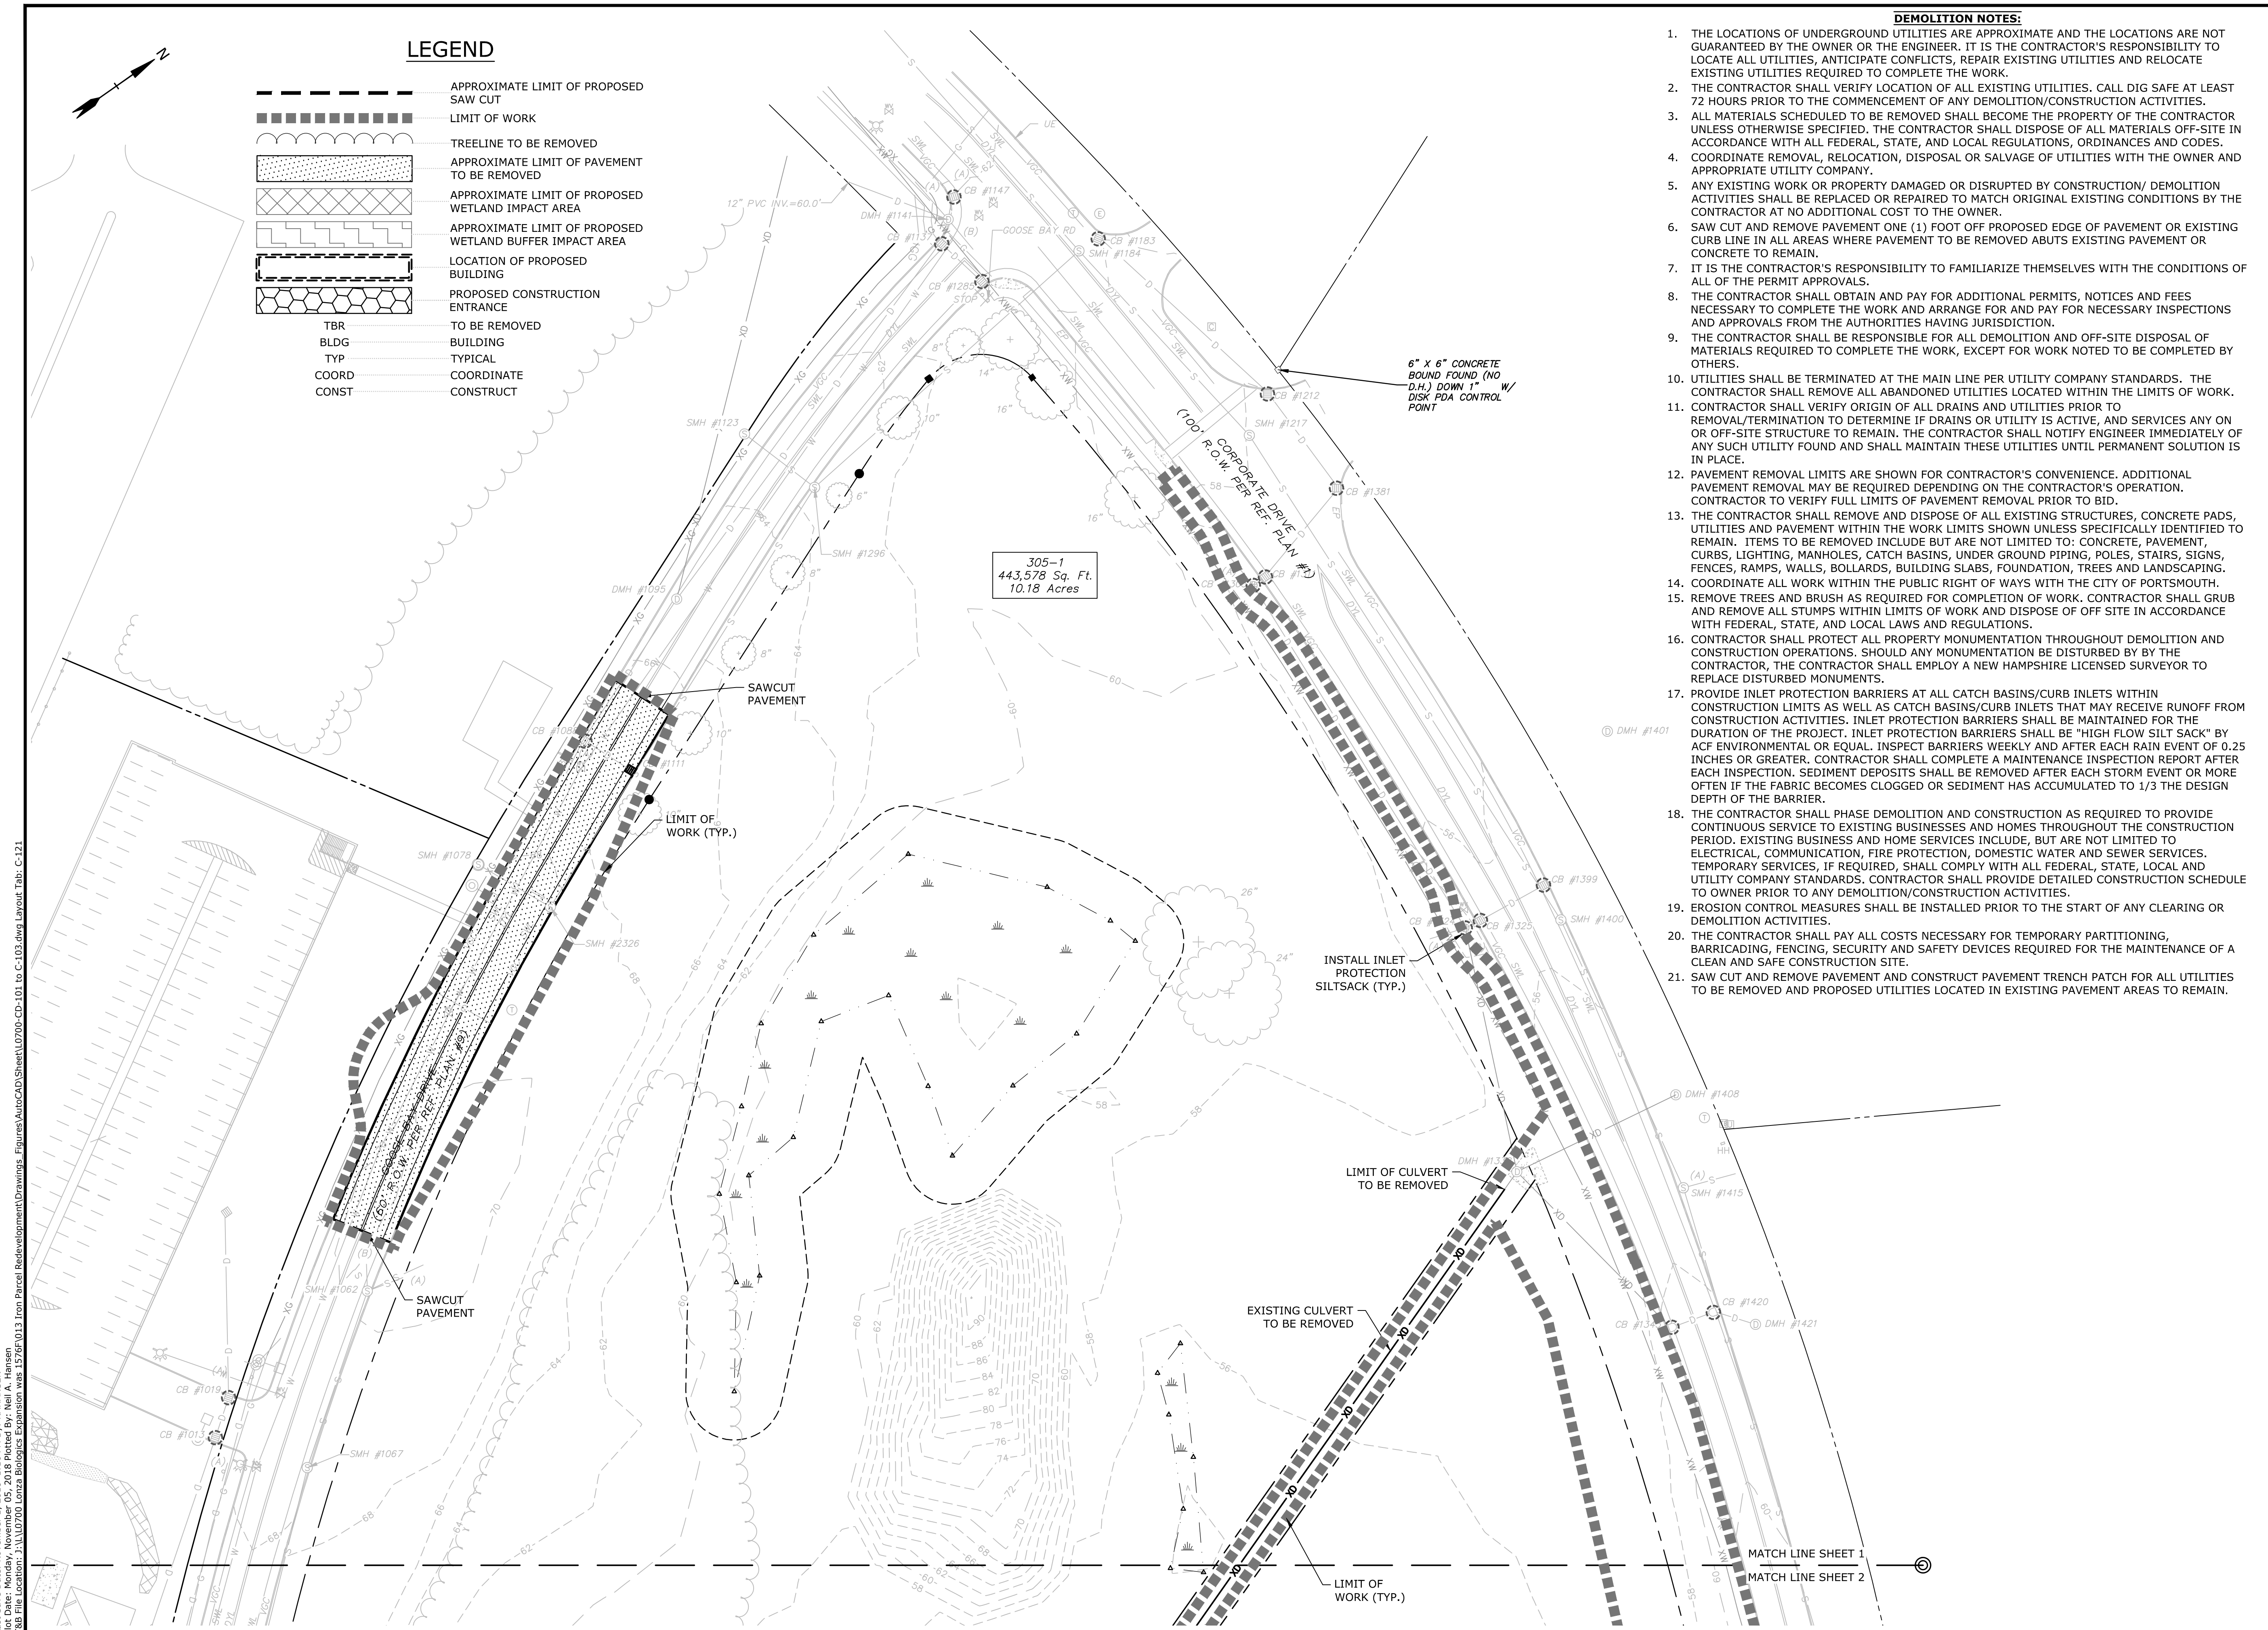 LEGEND
APPROXIMATE LIMIT OF PROPOSED
SAW CUT
LIMIT OF WORK
TREELINE TO BE REMOVED
APPROXIMATE LIMIT OF PAVEMENT
TO BE REMOVED
APPROXIMATE LIMIT OF PROPOSED
WETLAND IMPACT AREA
APPROXIMATE LIMIT OF PROPOSED
WETLAND BUFFER IMPACT AREA
LOCATION OF PROPOSED
BUILDING
PROPOSED CONSTRUCTION
ENTRANCE
TBR TO BE REMOVED
BLDG BUILDING
TYP TYPICAL
COORD COORDINATE
CONST CONSTRUCT
N
DEMOLITION NOTES:
1. THE LOCATIONS OF UNDERGROUND UTILITIES ARE APPROXIMATE AND THE LOCATIONS ARE NOT
GUARANTEED BY THE OWNER OR THE ENGINEER. IT IS THE CONTRACTOR'S RESPONSIBILITY TO
LOCATE ALL UTILITIES, ANTICIPATE CONFLICTS, REPAIR EXISTING UTILITIES AND RELOCATE
EXISTING UTILITIES REQUIRED TO COMPLETE THE WORK.
2. THE CONTRACTOR SHALL VERIFY LOCATION OF ALL EXISTING UTILITIES. CALL DIG SAFE AT LEAST
72 HOURS PRIOR TO THE COMMENCEMENT OF ANY DEMOLITION/CONSTRUCTION ACTIVITIES.
3. ALL MATERIALS SCHEDULED TO BE REMOVED SHALL BECOME THE PROPERTY OF THE CONTRACTOR
UNLESS OTHERWISE SPECIFIED. THE CONTRACTOR SHALL DISPOSE OF ALL MATERIALS OFF-SITE IN
ACCORDANCE WITH ALL FEDERAL, STATE, AND LOCAL REGULATIONS, ORDINANCES AND CODES.
4. COORDINATE REMOVAL, RELOCATION, DISPOSAL OR SALVAGE OF UTILITIES WITH THE OWNER AND
APPROPRIATE UTILITY COMPANY.
5. ANY EXISTING WORK OR PROPERTY DAMAGED OR DISRUPTED BY CONSTRUCTION/ DEMOLITION
ACTIVITIES SHALL BE REPLACED OR REPAIRED TO MATCH ORIGINAL EXISTING CONDITIONS BY THE
CONTRACTOR AT NO ADDITIONAL COST TO THE OWNER.
6. SAW CUT AND REMOVE PAVEMENT ONE (1) FOOT OFF PROPOSED EDGE OF PAVEMENT OR EXISTING
CURB LINE IN ALL AREAS WHERE PAVEMENT TO BE REMOVED ABUTS EXISTING PAVEMENT OR
CONCRETE TO REMAIN.
7. IT IS THE CONTRACTOR'S RESPONSIBILITY TO FAMILIARIZE THEMSELVES WITH THE CONDITIONS OF
ALL OF THE PERMIT APPROVALS.
8. THE CONTRACTOR SHALL OBTAIN AND PAY FOR ADDITIONAL PERMITS, NOTICES AND FEES
NECESSARY TO COMPLETE THE WORK AND ARRANGE FOR AND PAY FOR NECESSARY INSPECTIONS
AND APPROVALS FROM THE AUTHORITIES HAVING JURISDICTION.
9. THE CONTRACTOR SHALL BE RESPONSIBLE FOR ALL DEMOLITION AND OFF-SITE DISPOSAL OF
MATERIALS REQUIRED TO COMPLETE THE WORK, EXCEPT FOR WORK NOTED TO BE COMPLETED BY
OTHERS.
10. UTILITIES SHALL BE TERMINATED AT THE MAIN LINE PER UTILITY COMPANY STANDARDS. THE
CONTRACTOR SHALL REMOVE ALL ABANDONED UTILITIES LOCATED WITHIN THE LIMITS OF WORK.
11. CONTRACTOR SHALL VERIFY ORIGIN OF ALL DRAINS AND UTILITIES PRIOR TO
REMOVAL/TERMINATION TO DETERMINE IF DRAINS OR UTILITY IS ACTIVE, AND SERVICES ANY ON
OR OFF-SITE STRUCTURE TO REMAIN. THE CONTRACTOR SHALL NOTIFY ENGINEER IMMEDIATELY OF
ANY SUCH UTILITY FOUND AND SHALL MAINTAIN THESE UTILITIES UNTIL PERMANENT SOLUTION IS
IN PLACE.
12. PAVEMENT REMOVAL LIMITS ARE SHOWN FOR CONTRACTOR'S CONVENIENCE. ADDITIONAL
PAVEMENT REMOVAL MAY BE REQUIRED DEPENDING ON THE CONTRACTOR'S OPERATION.
CONTRACTOR TO VERIFY FULL LIMITS OF PAVEMENT REMOVAL PRIOR TO BID.
13. THE CONTRACTOR SHALL REMOVE AND DISPOSE OF ALL EXISTING STRUCTURES, CONCRETE PADS,
UTILITIES AND PAVEMENT WITHIN THE WORK LIMITS SHOWN UNLESS SPECIFICALLY IDENTIFIED TO
REMAIN. ITEMS TO BE REMOVED INCLUDE BUT ARE NOT LIMITED TO: CONCRETE, PAVEMENT,
CURBS, LIGHTING, MANHOLES, CATCH BASINS, UNDER GROUND PIPING, POLES, STAIRS, SIGNS,
FENCES, RAMPS, WALLS, BOLLARDS, BUILDING SLABS, FOUNDATION, TREES AND LANDSCAPING.
14. COORDINATE ALL WORK WITHIN THE PUBLIC RIGHT OF WAYS WITH THE CITY OF PORTSMOUTH.
15. REMOVE TREES AND BRUSH AS REQUIRED FOR COMPLETION OF WORK. CONTRACTOR SHALL GRUB
AND REMOVE ALL STUMPS WITHIN LIMITS OF WORK AND DISPOSE OF OFF SITE IN ACCORDANCE
WITH FEDERAL, STATE, AND LOCAL LAWS AND REGULATIONS.
16. CONTRACTOR SHALL PROTECT ALL PROPERTY MONUMENTATION THROUGHOUT DEMOLITION AND
CONSTRUCTION OPERATIONS. SHOULD ANY MONUMENTATION BE DISTURBED BY BY THE
CONTRACTOR, THE CONTRACTOR SHALL EMPLOY A NEW HAMPSHIRE LICENSED SURVEYOR TO
REPLACE DISTURBED MONUMENTS.
17. PROVIDE INLET PROTECTION BARRIERS AT ALL CATCH BASINS/CURB INLETS WITHIN
CONSTRUCTION LIMITS AS WELL AS CATCH BASINS/CURB INLETS THAT MAY RECEIVE RUNOFF FROM
CONSTRUCTION ACTIVITIES. INLET PROTECTION BARRIERS SHALL BE MAINTAINED FOR THE
DURATION OF THE PROJECT. INLET PROTECTION BARRIERS SHALL BE "HIGH FLOW SILT SACK" BY
ACF ENVIRONMENTAL OR EQUAL. INSPECT BARRIERS WEEKLY AND AFTER EACH RAIN EVENT OF 0.25
INCHES OR GREATER. CONTRACTOR SHALL COMPLETE A MAINTENANCE INSPECTION REPORT AFTER
EACH INSPECTION. SEDIMENT DEPOSITS SHALL BE REMOVED AFTER EACH STORM EVENT OR MORE
OFTEN IF THE FABRIC BECOMES CLOGGED OR SEDIMENT HAS ACCUMULATED TO 1/3 THE DESIGN
DEPTH OF THE BARRIER.
18. THE CONTRACTOR SHALL PHASE DEMOLITION AND CONSTRUCTION AS REQUIRED TO PROVIDE
CONTINUOUS SERVICE TO EXISTING BUSINESSES AND HOMES THROUGHOUT THE CONSTRUCTION
PERIOD. EXISTING BUSINESS AND HOME SERVICES INCLUDE, BUT ARE NOT LIMITED TO
ELECTRICAL, COMMUNICATION, FIRE PROTECTION, DOMESTIC WATER AND SEWER SERVICES.
TEMPORARY SERVICES, IF REQUIRED, SHALL COMPLY WITH ALL FEDERAL, STATE, LOCAL AND
UTILITY COMPANY STANDARDS. CONTRACTOR SHALL PROVIDE DETAILED CONSTRUCTION SCHEDULE
TO OWNER PRIOR TO ANY DEMOLITION/CONSTRUCTION ACTIVITIES.
19. EROSION CONTROL MEASURES SHALL BE INSTALLED PRIOR TO THE START OF ANY CLEARING OR
DEMOLITION ACTIVITIES.
20. THE CONTRACTOR SHALL PAY ALL COSTS NECESSARY FOR TEMPORARY PARTITIONING,
BARRICADING, FENCING, SECURITY AND SAFETY DEVICES REQUIRED FOR THE MAINTENANCE OF A
CLEAN AND SAFE CONSTRUCTION SITE.
21. SAW CUT AND REMOVE PAVEMENT AND CONSTRUCT PAVEMENT TRENCH PATCH FOR ALL UTILITIES
TO BE REMOVED AND PROPOSED UTILITIES LOCATED IN EXISTING PAVEMENT AREAS TO REMAIN.
UE
12" PVC INV.=60.0'
DMH #1141
CB #1147
CB #1137
GOOSE BAY RD
CB #1183
SMH #1184
CB #1285
STOP
6" X 6" CONCRETE
BOUND FOUND (NO
D.H.) DOWN 1" W/
DISK PDA CONTROL
POINT
CB #1212
SMH #1217
CORPORATE DRIVE
(100' R.O.W. PER REF. PLAN #1)
CB #1381
SMH #1123
SMH #1296
DMH #1095
305-1
443,578 Sq. Ft.
10.18 Acres
SAWCUT
PAVEMENT
DMH #1401
LIMIT OF
WORK (TYP.)
SMH #1078
SMH #2326
26"
24"
CB #1399
SMH #1400
CB #1325
INSTALL INLET
PROTECTION
SILTSACK (TYP.)
GOOSE BAY DRIVE
(60' R.O.W. PER REF. PLAN #9)
DMH #1408
HH
SMH #1415
LIMIT OF CULVERT
TO BE REMOVED
SMH #1062
SAWCUT
PAVEMENT
EXISTING CULVERT
TO BE REMOVED
CB #1420
DMH #1421
CB #1019
CB #1013
SMH #1067
LIMIT OF
WORK (TYP.)
MATCH LINE SHEET 1
MATCH LINE SHEET 2
Plotted By: Neil A. Hansen
File Location: J:\L\L0700 Lonza Biologics Expansion was 1576F\013 Iron Parcel Redevelopment\Drawings_Figures\AutoCAD\Sheet\L0700-CD-101 to C-103.dwg Layout Tab: C-121